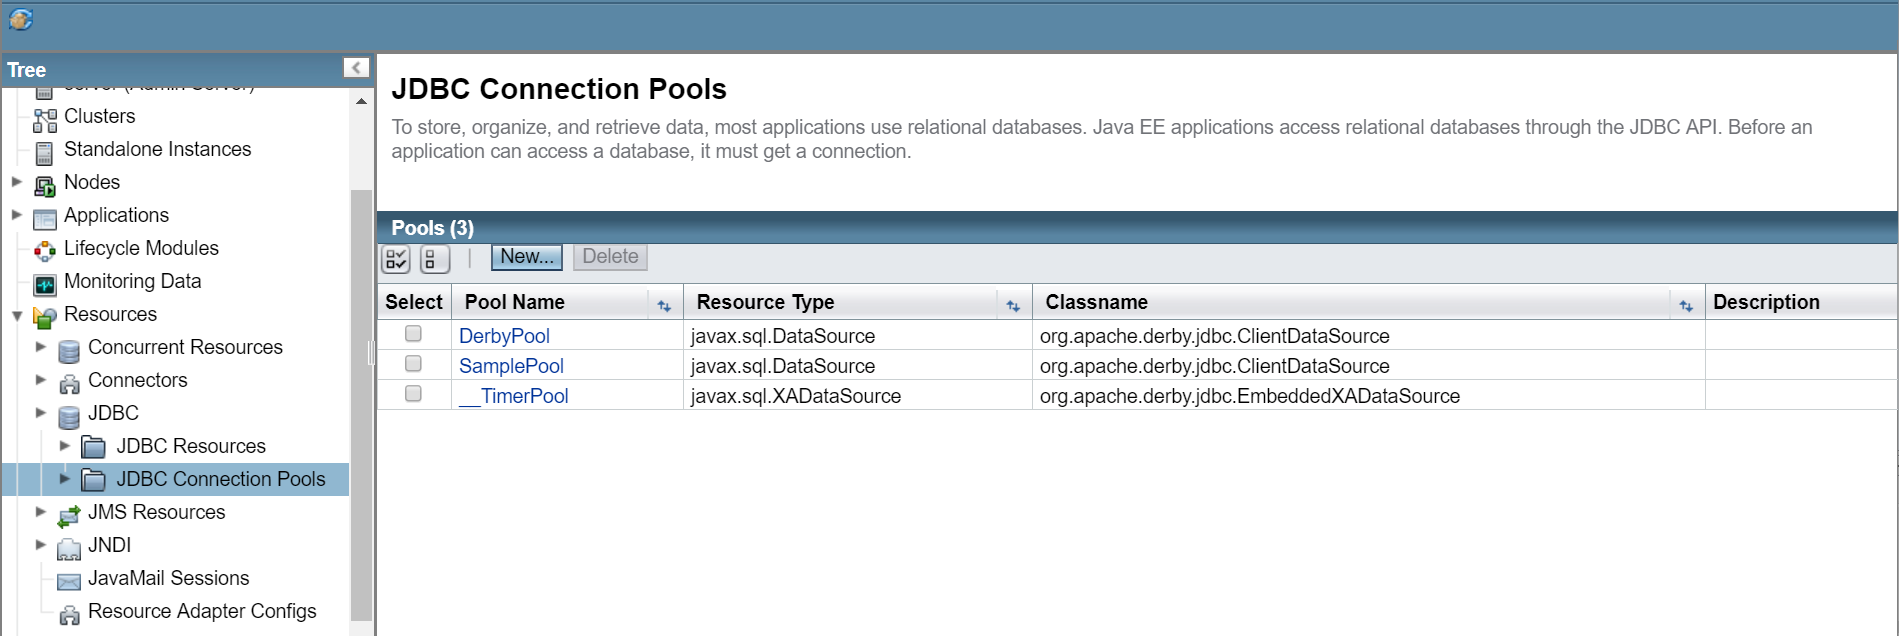 Tree
server (Admin Server)
Clusters
Standalone Instances
Nodes
Applications
Lifecycle Modules
Monitoring Data
Resources
Concurrent Resources
Connectors
JDBC
JDBC Resources
JDBC Connection Pools
JMS Resources
JNDI
JavaMail Sessions
Resource Adapter Configs
JDBC Connection Pools
To store, organize, and retrieve data, most applications use relational databases. Java EE applications access relational databases through the JDBC API. Before an
application can access a database, it must get a connection.
Pools (3)
New... Delete
Select Pool Name Resource Type Classname Description
DerbyPool javax.sql.DataSource org.apache.derby.jdbc.ClientDataSource
SamplePool javax.sql.DataSource org.apache.derby.jdbc.ClientDataSource
__TimerPool javax.sql.XADataSource org.apache.derby.jdbc.EmbeddedXADataSource